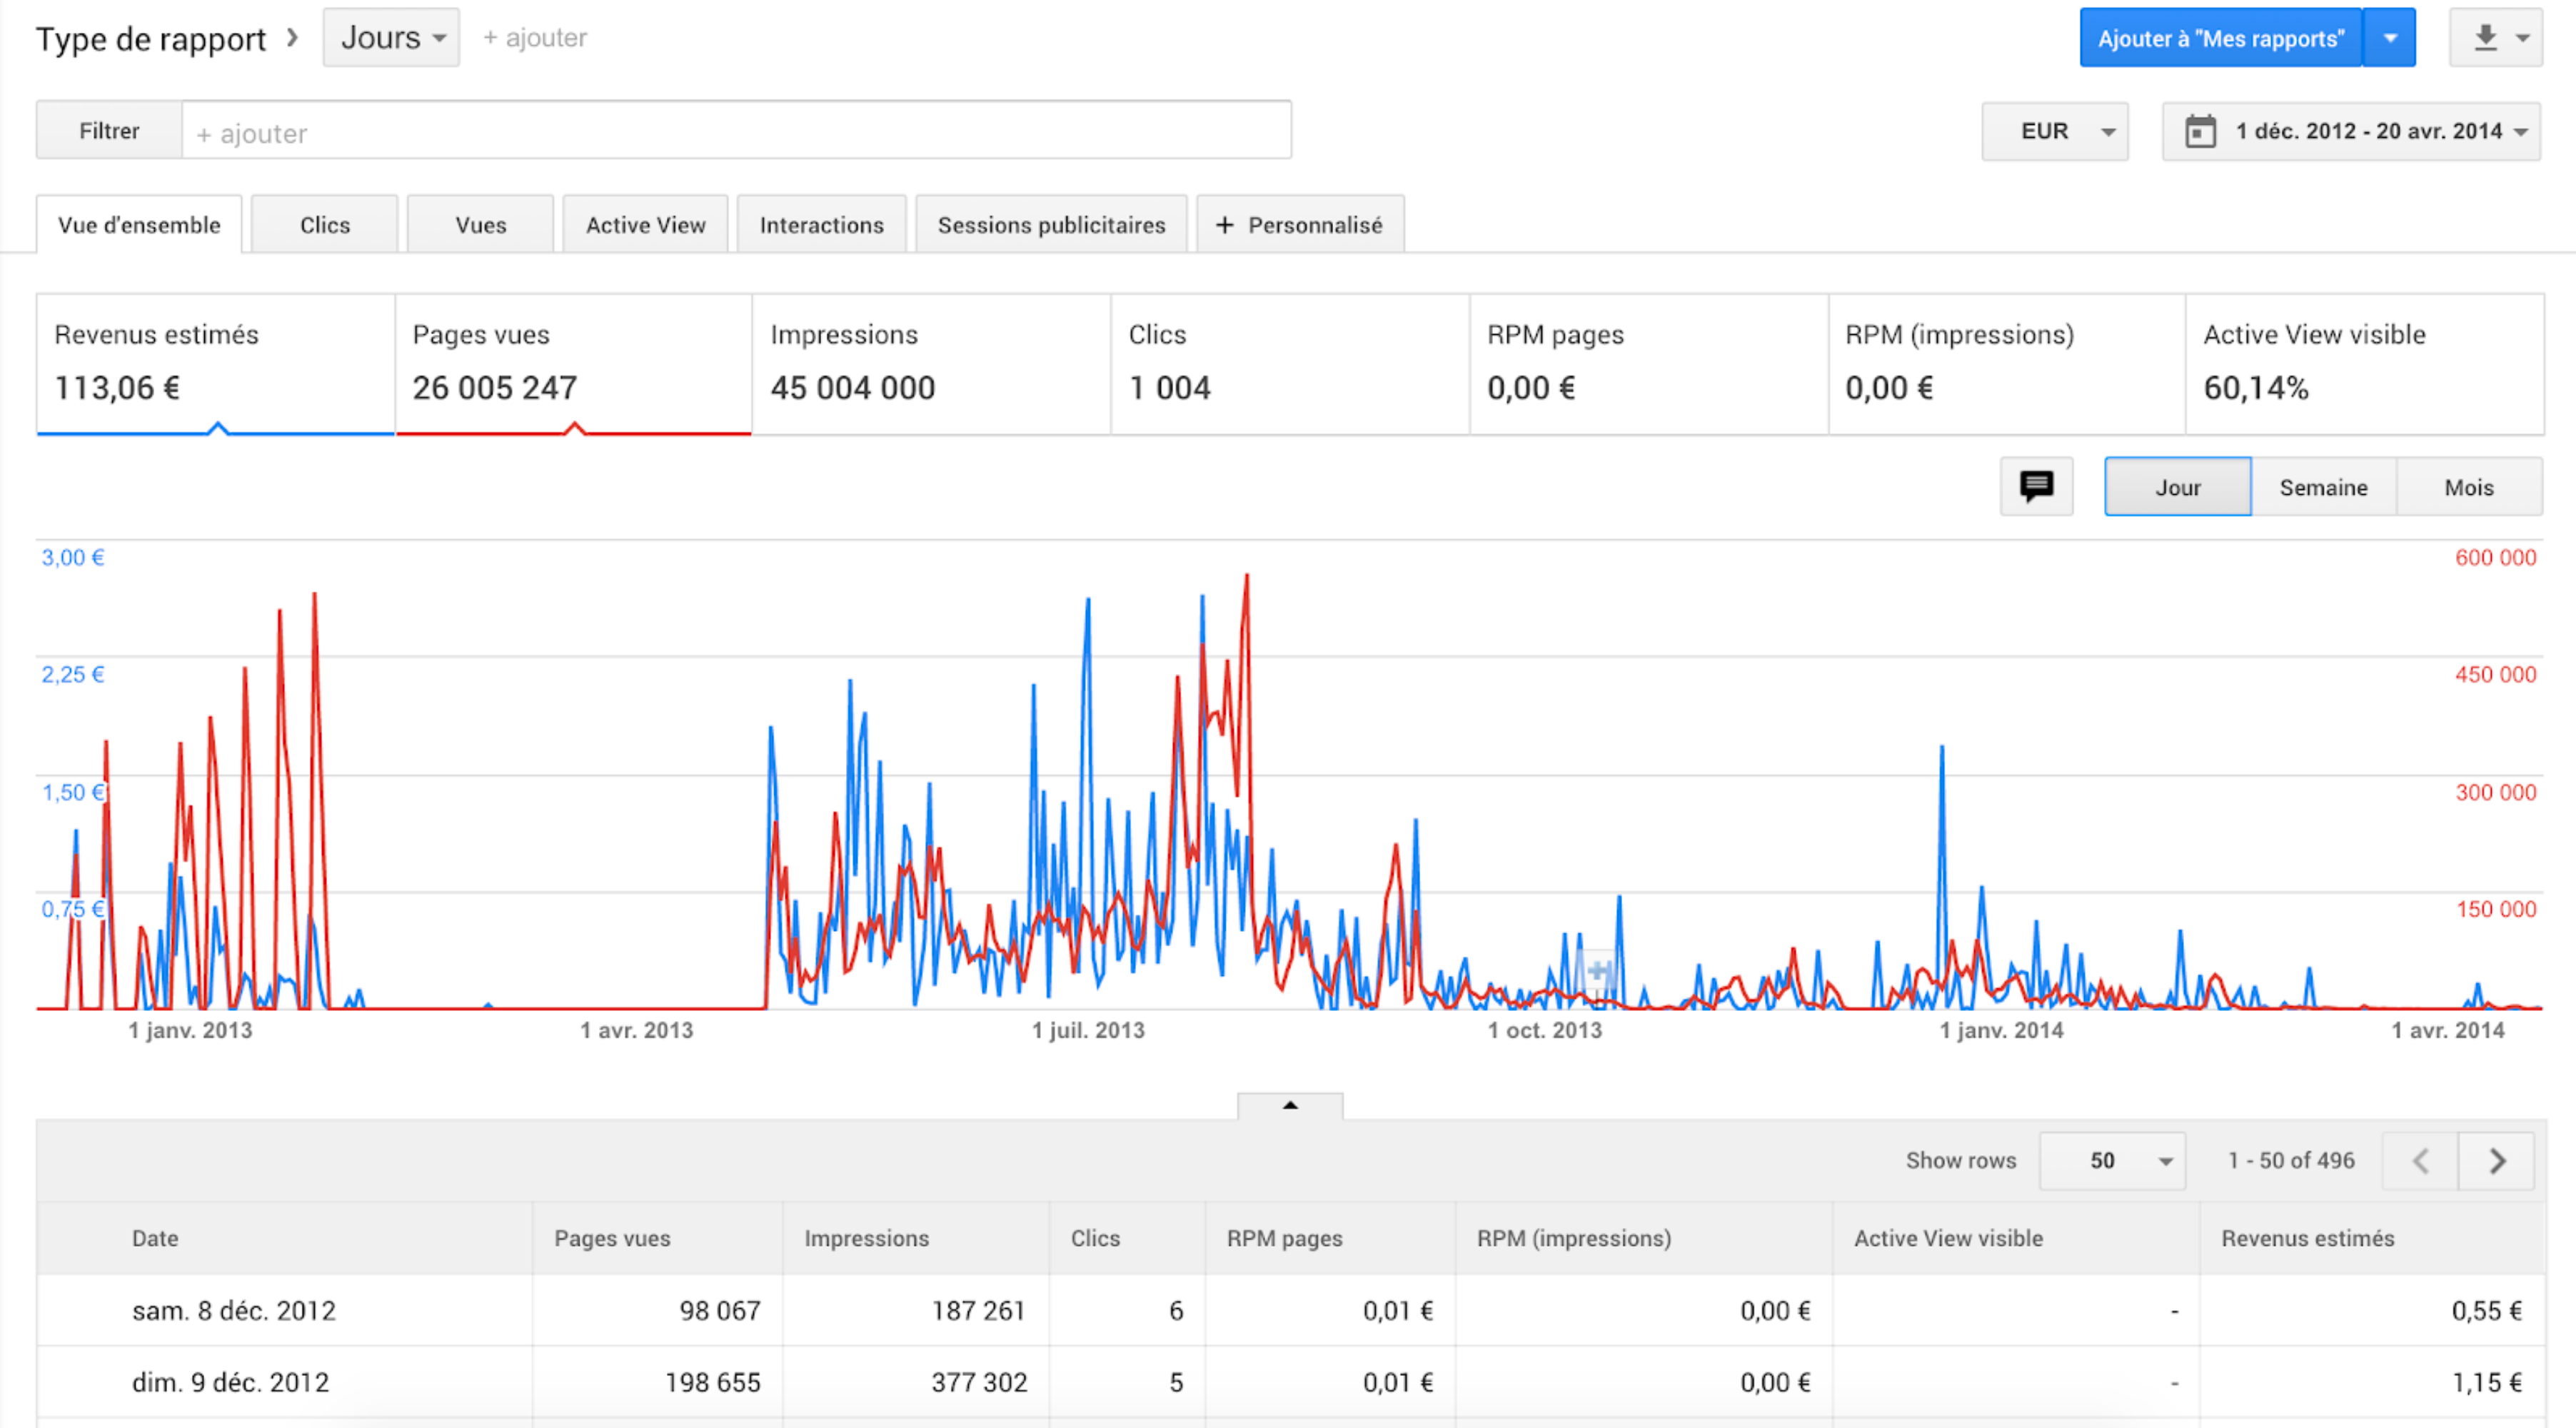 Type de rapport › Jours + ajouter Ajouter à "Mes rapports"
Filtrer + ajouter EUR 1 déc. 2012 - 20 avr. 2014
Vue d'ensemble Clics Vues Active View Interactions Sessions publicitaires + Personnalisé
Revenus estimés Pages vues Impressions Clics RPM pages RPM (impressions) Active View visible
113,06 € 26 005 247 45 004 000 1 004 0,00 € 0,00 € 60,14%
Jour Semaine Mois
3,00 € 600 000
2,25 € 450 000
1,50 € 300 000
0,75 € 150 000
1 janv. 2013 1 avr. 2013 1 juil. 2013 1 oct. 2013 1 janv. 2014 1 avr. 2014
Show rows 50 1 - 50 of 496
Date Pages vues Impressions Clics RPM pages RPM (impressions) Active View visible Revenus estimés
sam. 8 déc. 2012 98 067 187 261 6 0,01 € 0,00 € - 0,55 €
dim. 9 déc. 2012 198 655 377 302 5 0,01 € 0,00 € - 1,15 €